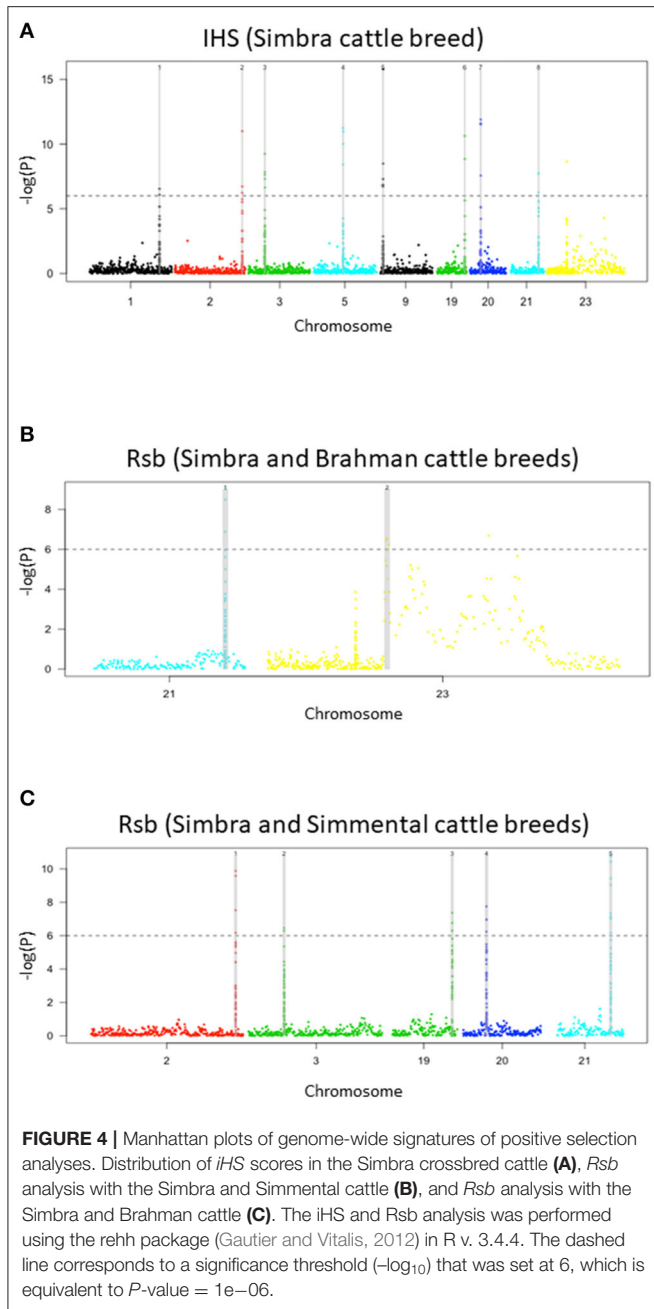 A
IHS (Simbra cattle breed)
1 2 3 4 5 6 7 8
15
10
5
0
-log(P)
1 2 3 5 9 19 20 21 23
Chromosome
B
Rsb (Simbra and Brahman cattle breeds)
1 2
8
6
4
2
0
-log(P)
21 23
Chromosome
C
Rsb (Simbra and Simmental cattle breeds)
1 2 3 4 5
10
8
6
4
2
0
-log(P)
2 3 19 20 21
Chromosome
FIGURE 4 | Manhattan plots of genome-wide signatures of positive selection
analyses. Distribution of iHS scores in the Simbra crossbred cattle (A), Rsb
analysis with the Simbra and Simmental cattle (B), and Rsb analysis with the
Simbra and Brahman cattle (C). The iHS and Rsb analysis was performed
using the rehh package (Gautier and Vitalis, 2012) in R v. 3.4.4. The dashed
line corresponds to a significance threshold (–log10) that was set at 6, which is
equivalent to P-value = 1e−06.